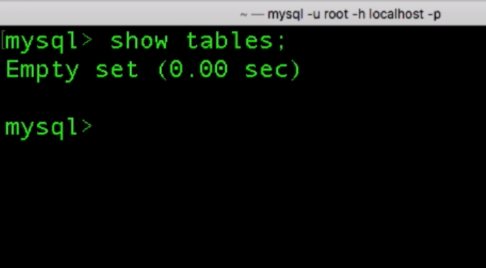 ~ — mysql -u root -h localhost -p
[mysql> show tables;
Empty set (0.00 sec)
mysql>